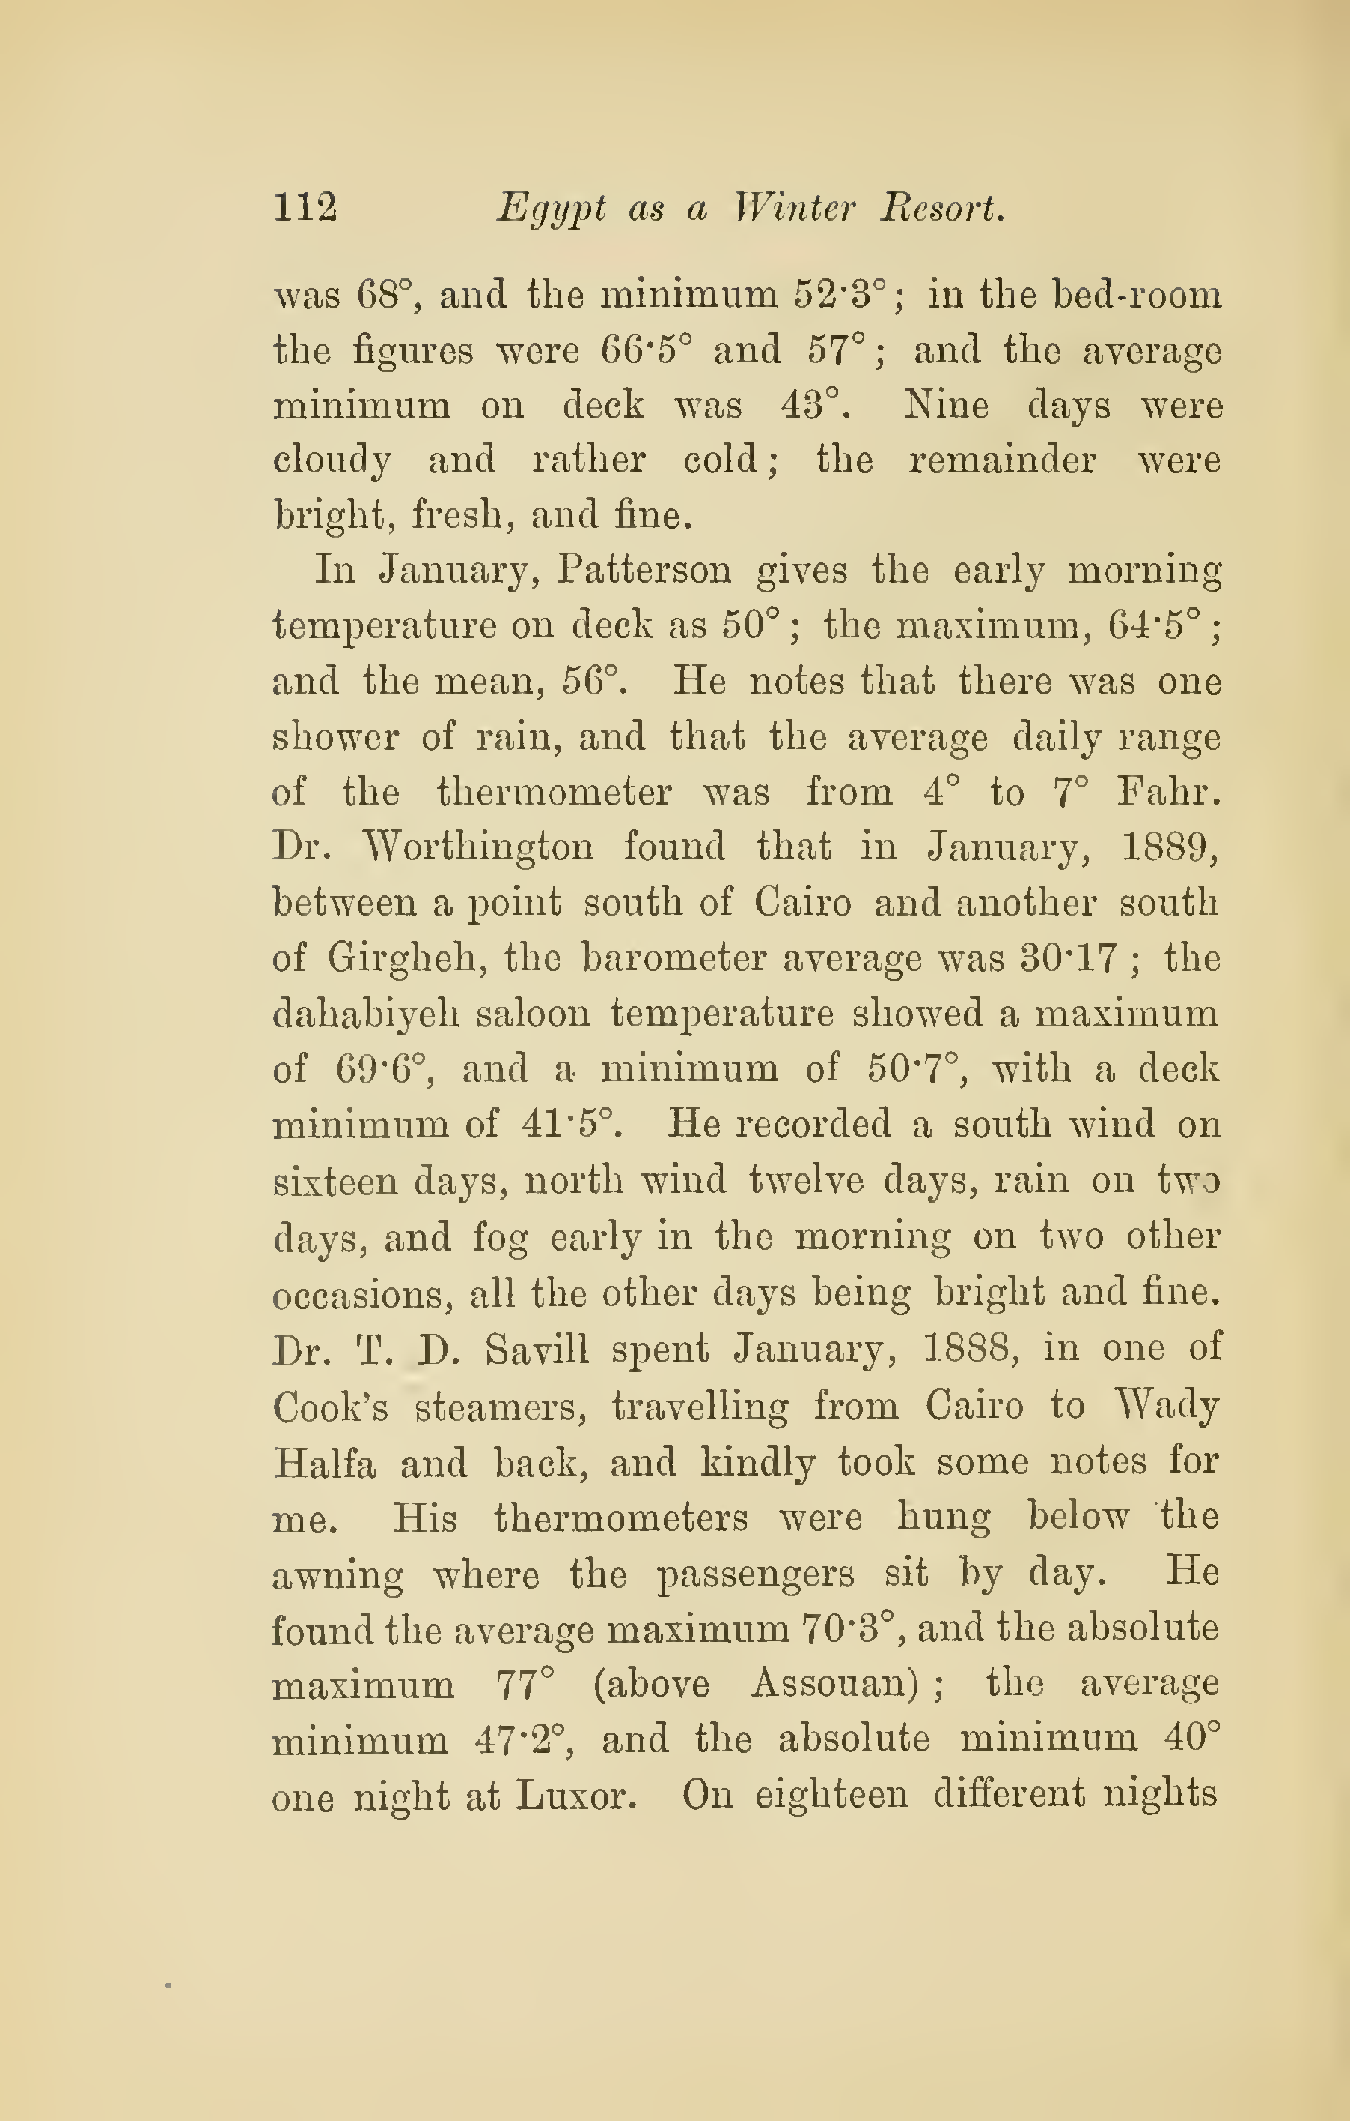 112 Egypt as a Winter Resort.
was 68°, and the minimum 52·3°; in the bed-room
the figures were 66·5° and 57°; and the average
minimum on deck was 43°. Nine days were
cloudy and rather cold; the remainder were
bright, fresh, and fine.
In January, Patterson gives the early morning
temperature on deck as 50°; the maximum, 64·5°;
and the mean, 56°. He notes that there was one
shower of rain, and that the average daily range
of the thermometer was from 4° to 7° Fahr.
Dr. Worthington found that in January, 1889,
between a point south of Cairo and another south
of Girgheh, the barometer average was 30·17; the
dahabiyeh saloon temperature showed a maximum
of 69·6°, and a minimum of 50·7°, with a deck
minimum of 41·5°. He recorded a south wind on
sixteen days, north wind twelve days, rain on two
days, and fog early in the morning on two other
occasions, all the other days being bright and fine.
Dr. T. D. Savill spent January, 1888, in one of
Cook's steamers, travelling from Cairo to Wady
Halfa and back, and kindly took some notes for
me. His thermometers were hung below the
awning where the passengers sit by day. He
found the average maximum 70·3°, and the absolute
maximum 77° (above Assouan); the average
minimum 47·2°, and the absolute minimum 40°
one night at Luxor. On eighteen different nights